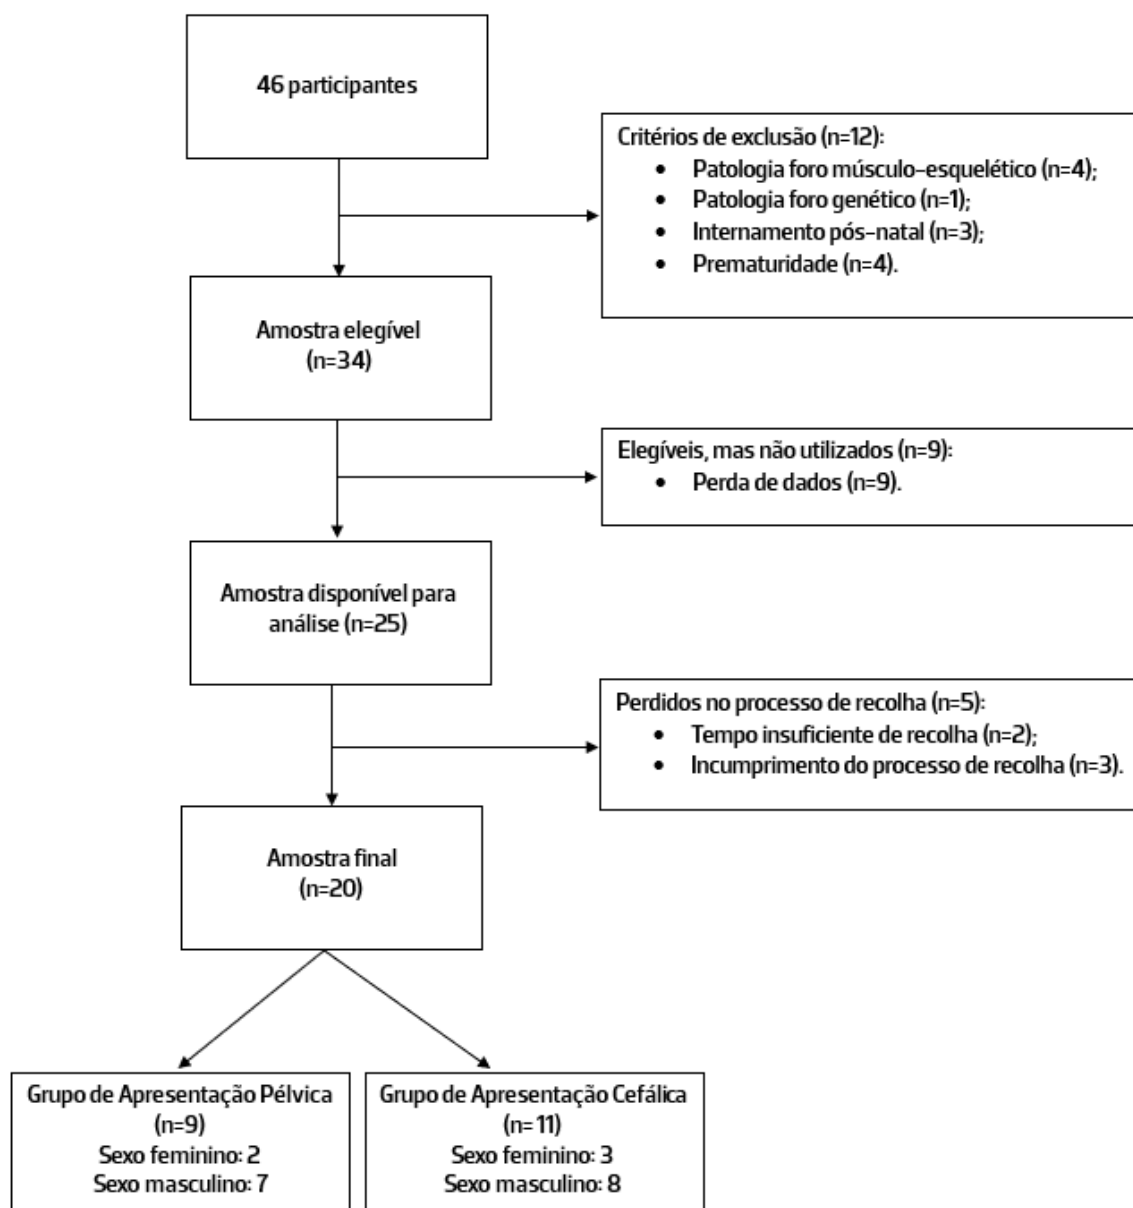 46 participantes
Critérios de exclusão (n=12):
• Patologia foro músculo-esquelético (n=4);
• Patologia foro genético (n=1);
• Internamento pós-natal (n=3);
• Prematuridade (n=4).
Amostra elegível
(n=34)
Elegíveis, mas não utilizados (n=9):
• Perda de dados (n=9).
Amostra disponível para
análise (n=25)
Perdidos no processo de recolha (n=5):
• Tempo insuficiente de recolha (n=2);
• Incumprimento do processo de recolha (n=3).
Amostra final
(n=20)
Grupo de Apresentação Pélvica
(n=9)
Sexo feminino: 2
Sexo masculino: 7
Grupo de Apresentação Cefálica
(n= 11)
Sexo feminino: 3
Sexo masculino: 8